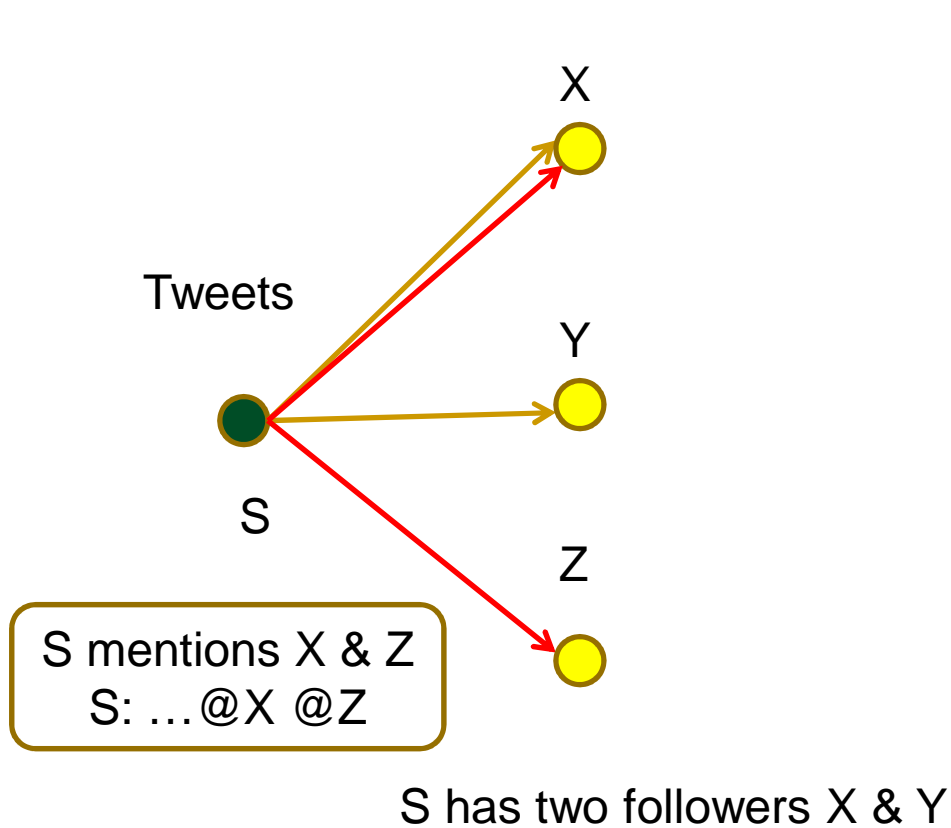 X
Tweets
Y
S
Z
S mentions X & Z
S: …@X @Z
S has two followers X & Y